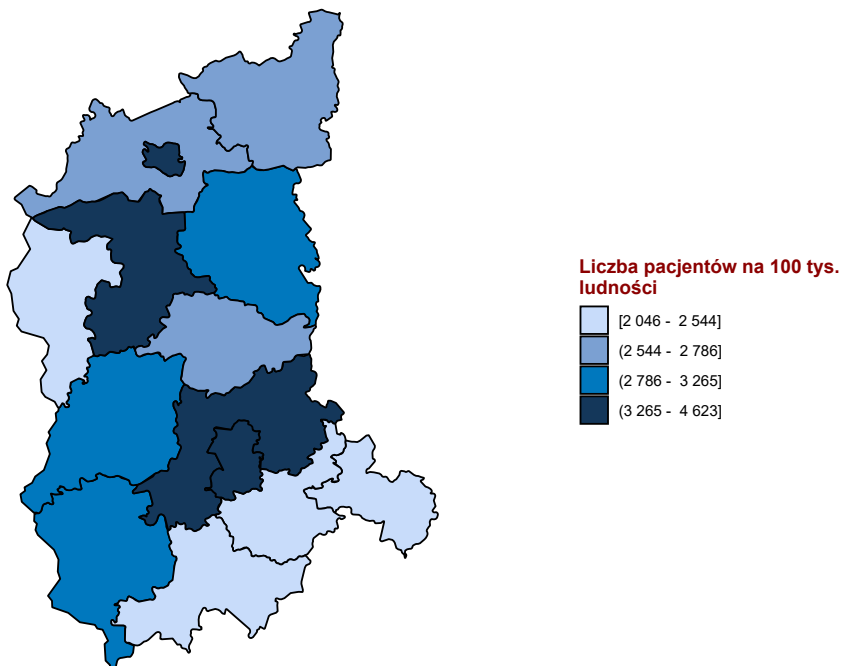 Liczba pacjentów na 100 tys.
ludności
[2 046 - 2 544]
(2 544 - 2 786]
(2 786 - 3 265]
(3 265 - 4 623]